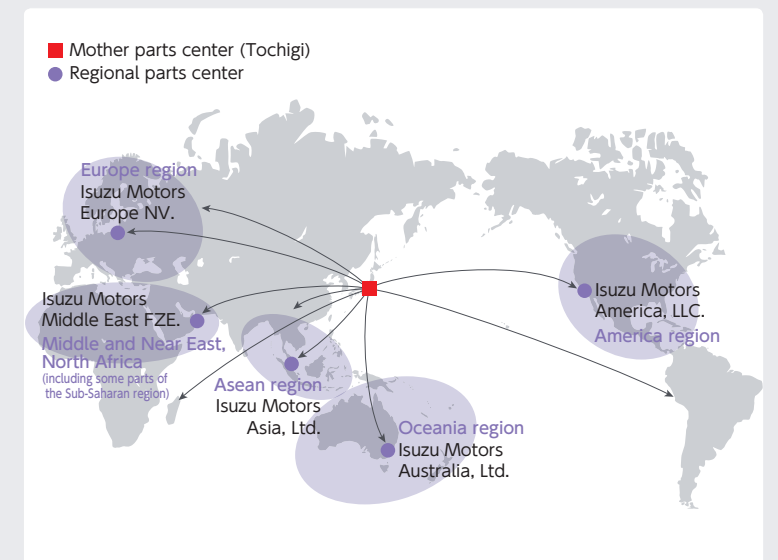 Mother parts center (Tochigi)
Regional parts center
Europe region
Isuzu Motors
Europe NV.
Isuzu Motors
Middle East FZE.
Middle and Near East,
North Africa
(including some parts of
the Sub-Saharan region)
Asean region
Isuzu Motors
Asia, Ltd.
Oceania region
Isuzu Motors
Australia, Ltd.
Isuzu Motors
America, LLC.
America region